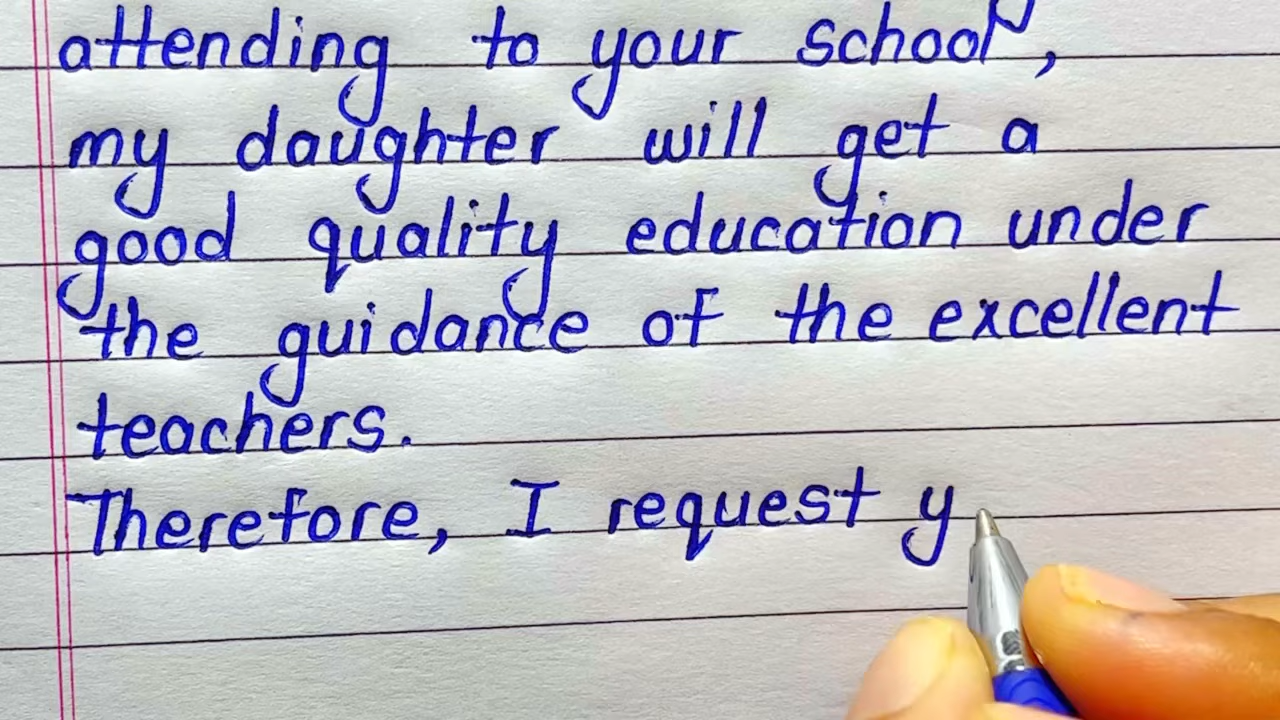 attending to your school,
my daughter will get a
good quality education under
the guidance of the excellent
teachers.
Therefore, I request y